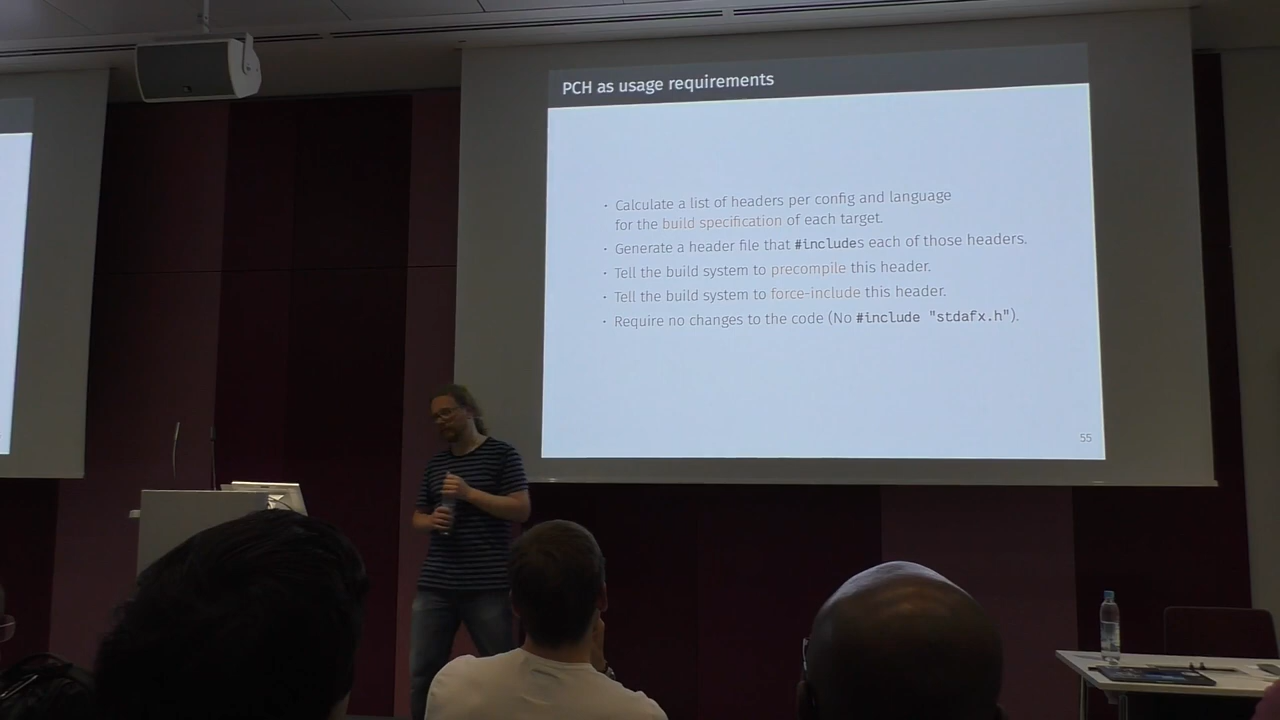 PCH as usage requirements
· Calculate a list of headers per config and language
for the build specification of each target.
· Generate a header file that #includes each of those headers.
· Tell the build system to precompile this header.
· Tell the build system to force-include this header.
· Require no changes to the code (No #include "stdafx.h").
55